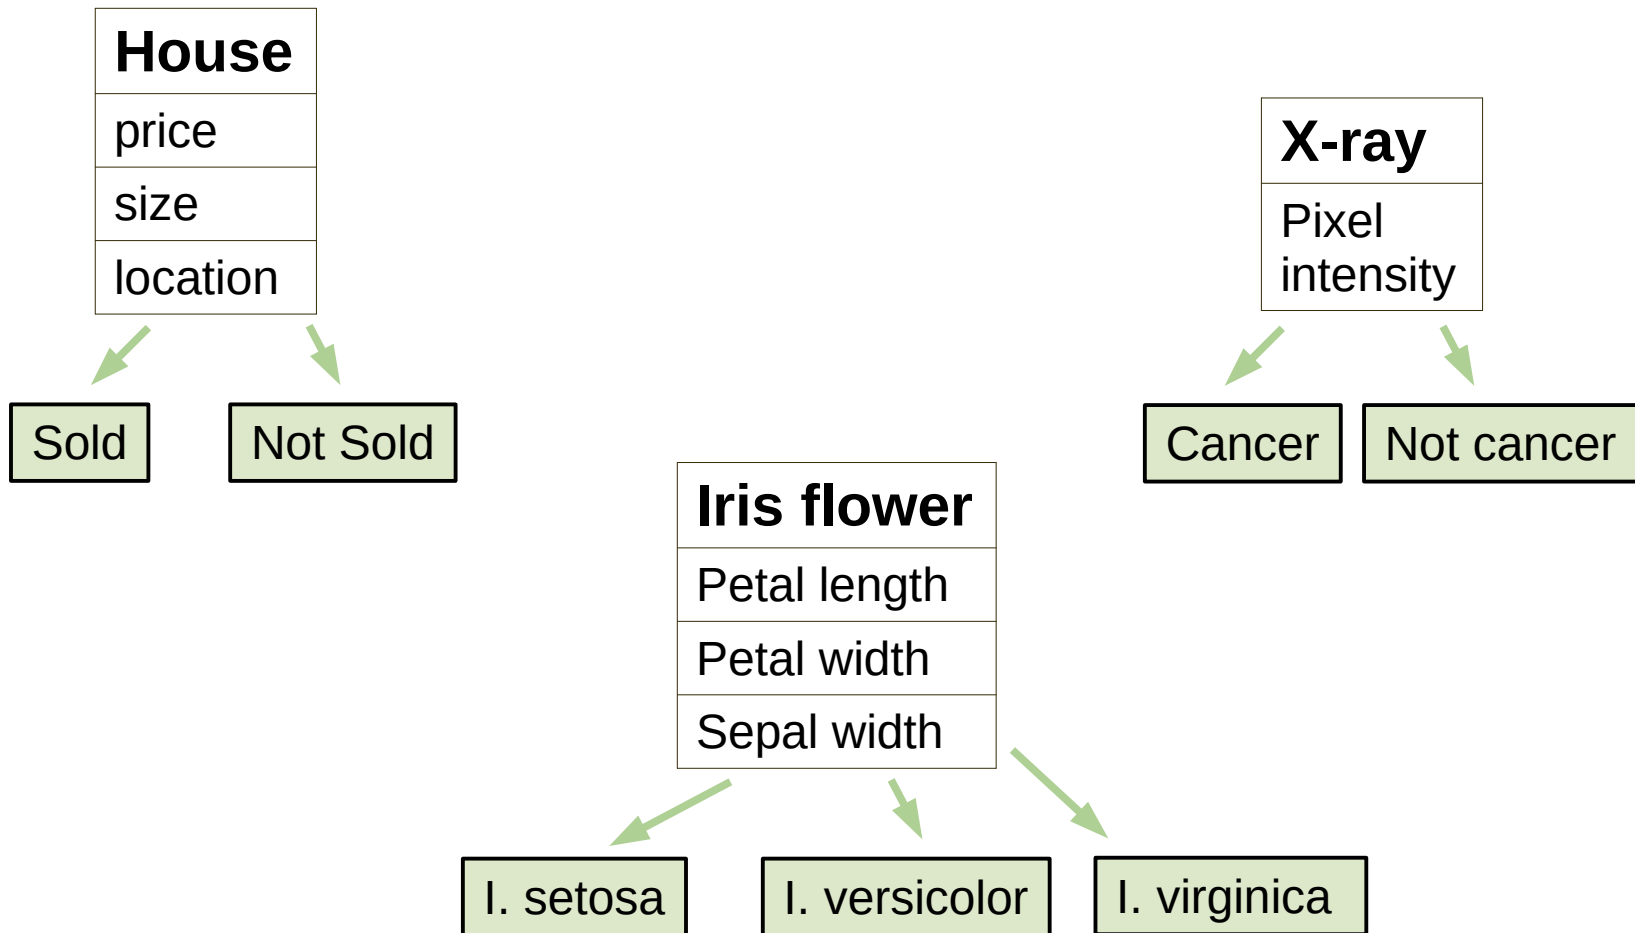 House
price
size
location
Sold
Not Sold
X-ray
Pixel
intensity
Cancer
Not cancer
Iris flower
Petal length
Petal width
Sepal width
I. setosa
I. versicolor
I. virginica